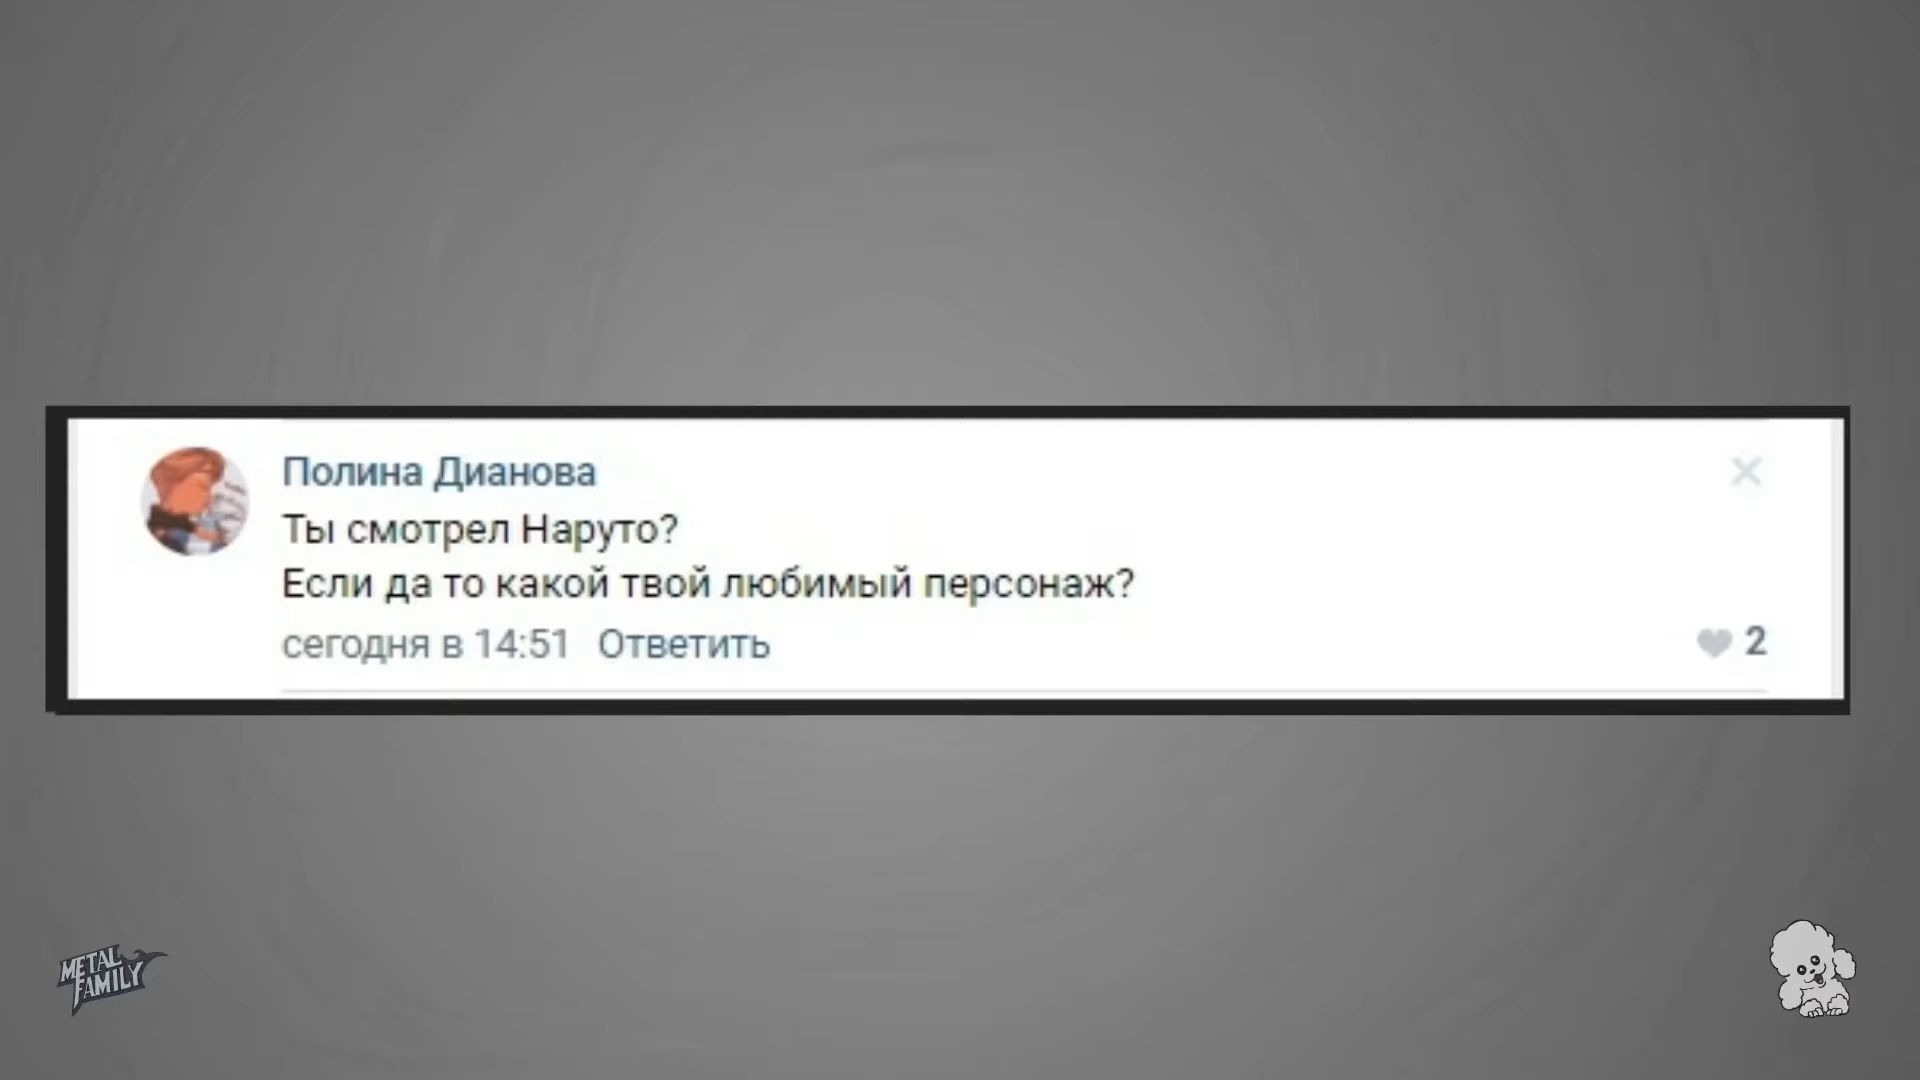 Полина Дианова
Ты смотрел Наруто?
Если да то какой твой любимый персонаж?
сегодня в 14:51 Ответить
2
METAL
FAMILY